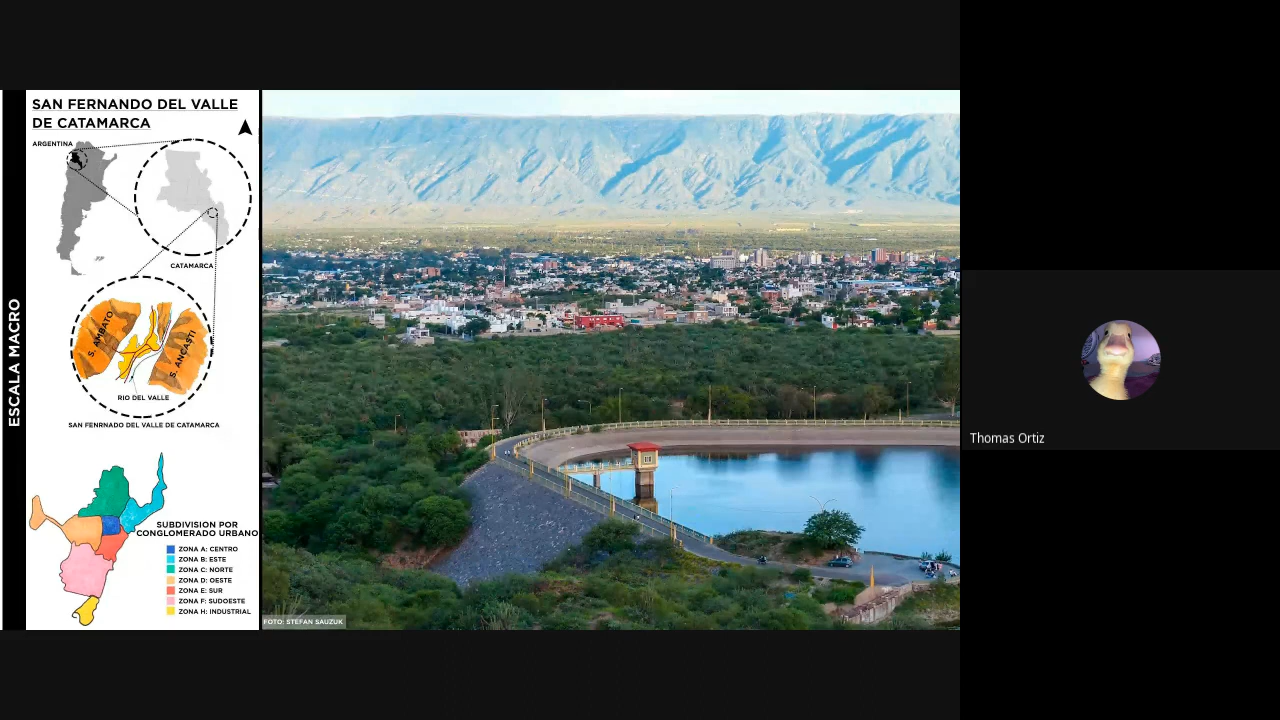 ESCALA MACRO
SAN FERNANDO DEL VALLE
DE CATAMARCA
ARGENTINA
CATAMARCA
S. AMBATO
S. ANCASTI
RIO DEL VALLE
SAN FENRNADO DEL VALLE DE CATAMARCA
SUBDIVISION POR
CONGLOMERADO URBANO
ZONA A: CENTRO
ZONA B: ESTE
ZONA C: NORTE
ZONA D: OESTE
ZONA E: SUR
ZONA F: SUDOESTE
ZONA H: INDUSTRIAL
FOTO: STEFAN SAUZUK
Thomas Ortiz